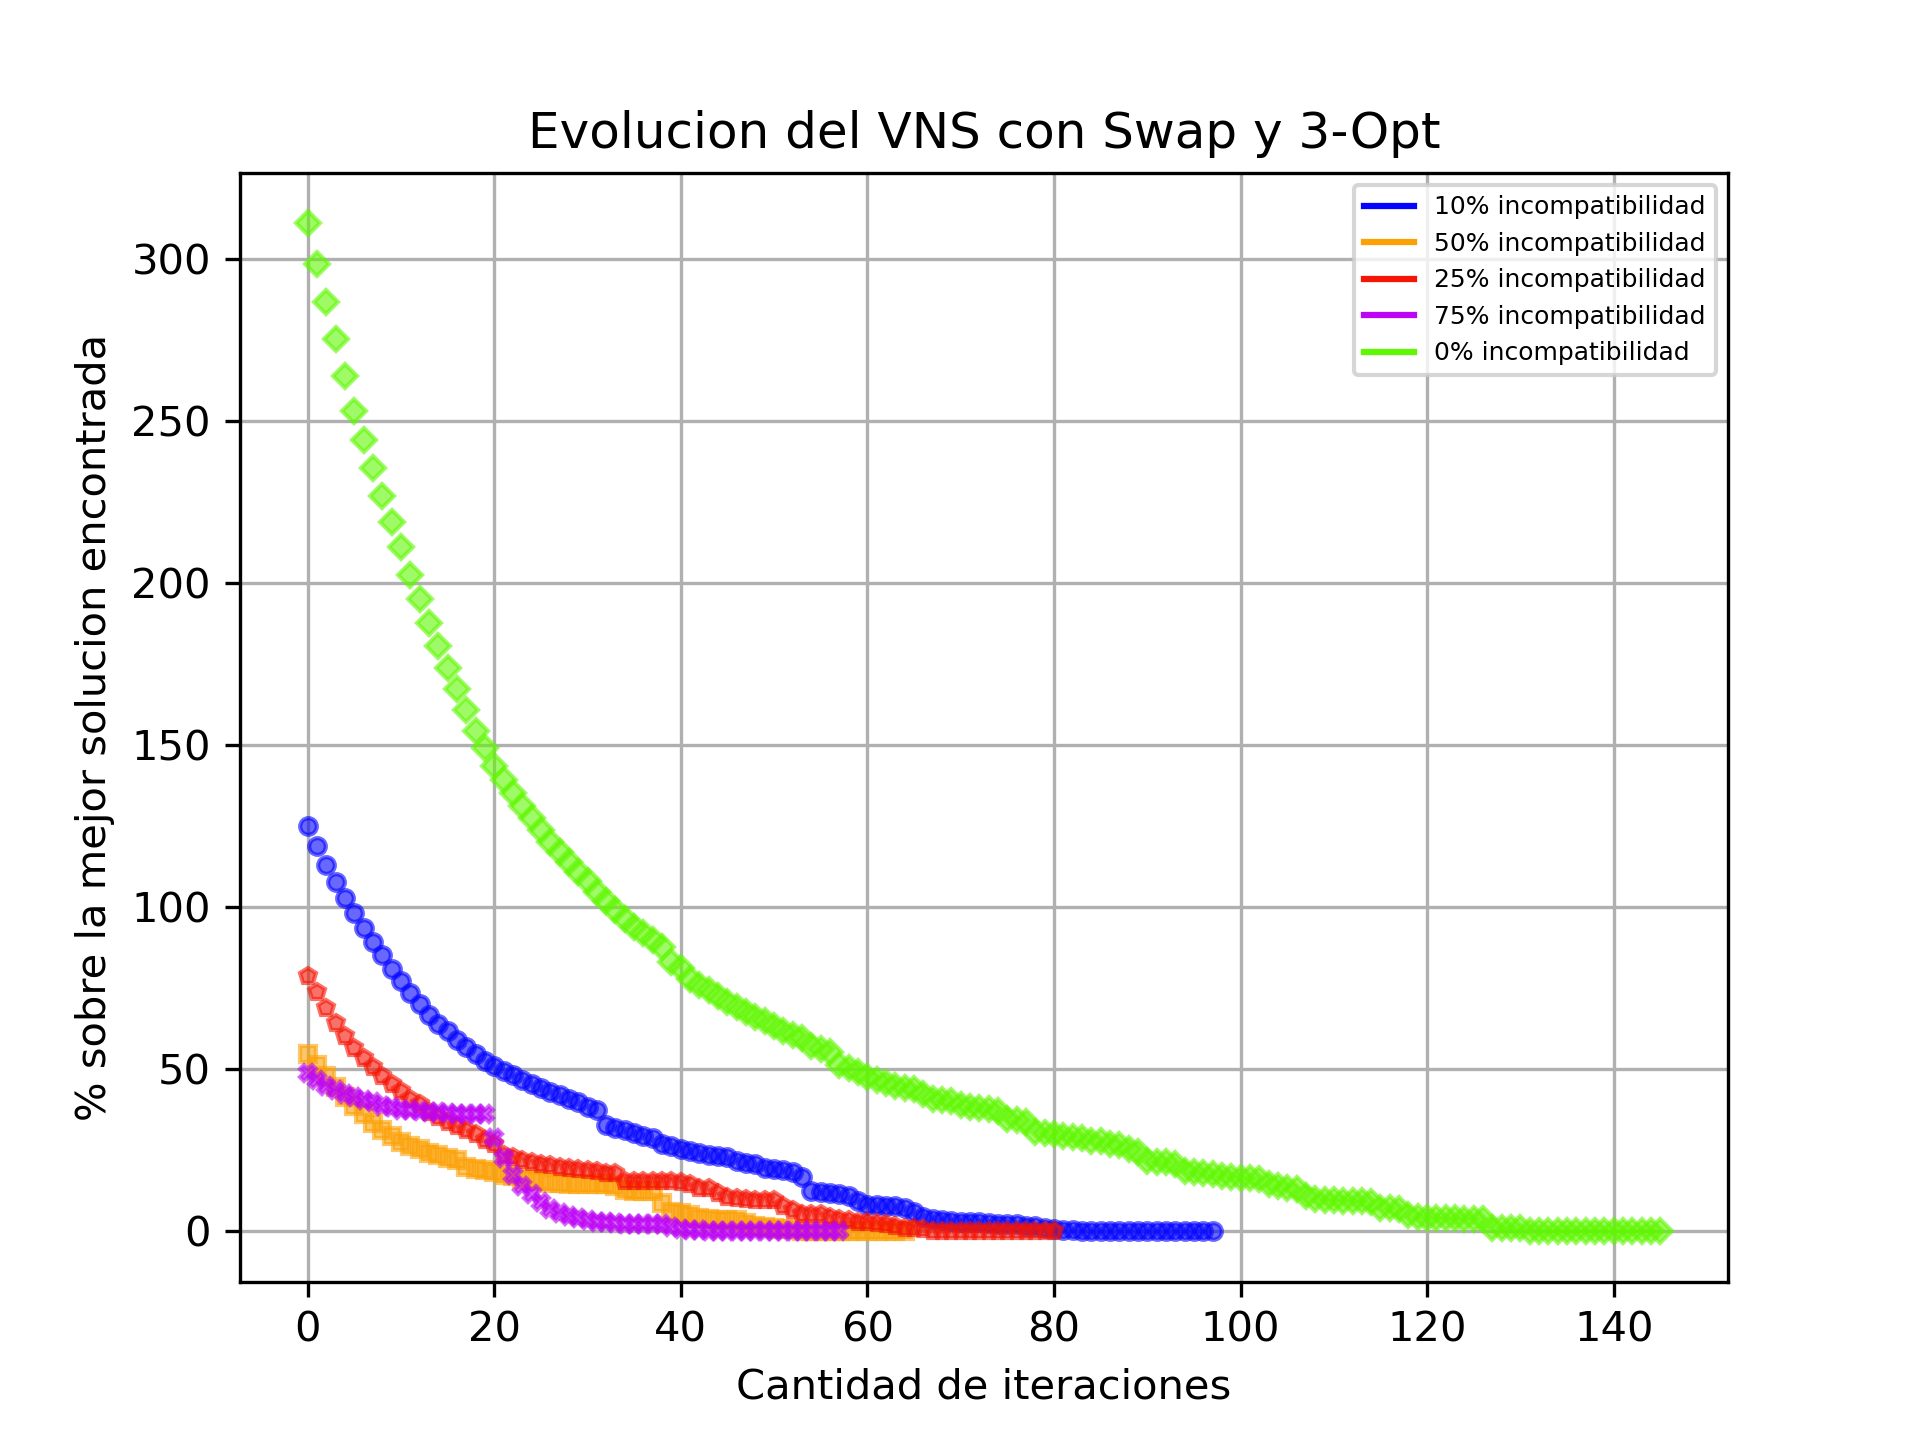 Evolucion del VNS con Swap y 3-Opt
10% incompatibilidad
50% incompatibilidad
25% incompatibilidad
75% incompatibilidad
0% incompatibilidad
% sobre la mejor solucion encontrada
300
250
200
150
100
50
0
0 20 40 60 80 100 120 140
Cantidad de iteraciones